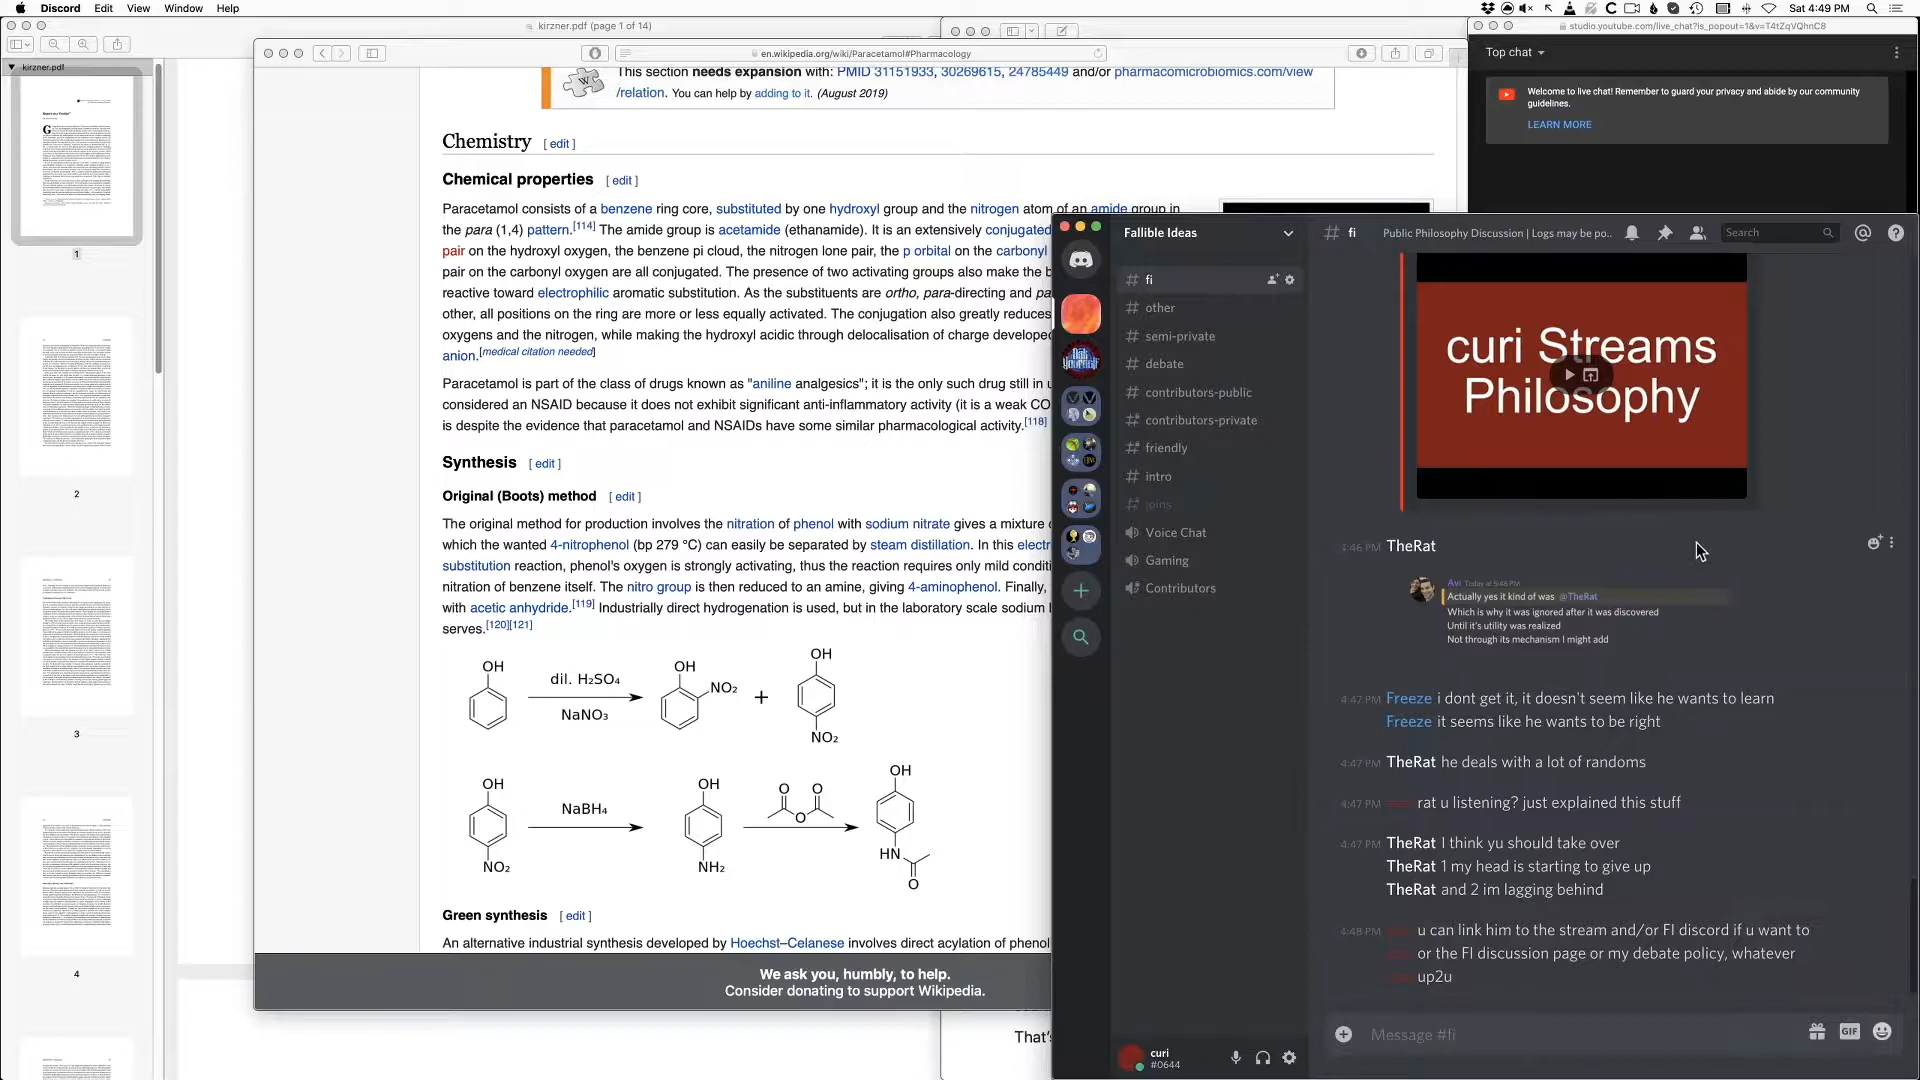 Discord Edit View Window Help
Sat 4:49 PM
kirzner.pdf (page 1 of 14)
kirzner.pdf
1
2
3
4
en.wikipedia.org/wiki/Paracetamol#Pharmacology
This section needs expansion with: PMID 31151933, 30269615, 24785449 and/or pharmacomicrobiomics.com/view
/relation. You can help by adding to it. (August 2019)
Chemistry [ edit ]
Chemical properties [ edit ]
Paracetamol consists of a benzene ring core, substituted by one hydroxyl group and the nitrogen atom of an amide group in
the para (1,4) pattern.[114] The amide group is acetamide (ethanamide). It is an extensively conjugated
pair on the hydroxyl oxygen, the benzene pi cloud, the nitrogen lone pair, the p orbital on the carbonyl
pair on the carbonyl oxygen are all conjugated. The presence of two activating groups also make the b
reactive toward electrophilic aromatic substitution. As the substituents are ortho, para-directing and pa
other, all positions on the ring are more or less equally activated. The conjugation also greatly reduces
oxygens and the nitrogen, while making the hydroxyl acidic through delocalisation of charge develope
anion.[medical citation needed]
Paracetamol is part of the class of drugs known as "aniline analgesics"; it is the only such drug still in u
considered an NSAID because it does not exhibit significant anti-inflammatory activity (it is a weak CO
is despite the evidence that paracetamol and NSAIDs have some similar pharmacological activity.[118]
Synthesis [ edit ]
Original (Boots) method [ edit ]
The original method for production involves the nitration of phenol with sodium nitrate gives a mixture o
which the wanted 4-nitrophenol (bp 279 °C) can easily be separated by steam distillation. In this electr
substitution reaction, phenol's oxygen is strongly activating, thus the reaction requires only mild conditi
nitration of benzene itself. The nitro group is then reduced to an amine, giving 4-aminophenol. Finally,
with acetic anhydride.[119] Industrially direct hydrogenation is used, but in the laboratory scale sodium l
serves.[120][121]
OH
dil. H₂SO₄
NaNO₃
OH
NO₂
+
OH
NO₂
OH
NO₂
NaBH₄
OH
NH₂
O O
O
OH
HN
O
Green synthesis [ edit ]
An alternative industrial synthesis developed by Hoechst–Celanese involves direct acylation of phenol
We ask you, humbly, to help.
Consider donating to support Wikipedia.
That's
studio.youtube.com/live_chat?is_popout=1&v=T4tZqVQhnC8
Top chat
Welcome to live chat! Remember to guard your privacy and abide by our community
guidelines.
LEARN MORE
Fallible Ideas
# fi
# other
# semi-private
# debate
# contributors-public
# contributors-private
# friendly
# intro
# joins
Voice Chat
Gaming
Contributors
curi
#0644
# fi Public Philosophy Discussion | Logs may be po..
Search
curi Streams
Philosophy
1:46 PM TheRat
Avi Today at 5:46 PM
Actually yes it kind of was @TheRat
Which is why it was ignored after it was discovered
Until it's utility was realized
Not through its mechanism I might add
4:47 PM Freeze i dont get it, it doesn't seem like he wants to learn
Freeze it seems like he wants to be right
4:47 PM TheRat he deals with a lot of randoms
4:47 PM rat u listening? just explained this stuff
4:47 PM TheRat I think yu should take over
TheRat 1 my head is starting to give up
TheRat and 2 im lagging behind
4:48 PM u can link him to the stream and/or FI discord if u want to
or the FI discussion page or my debate policy, whatever
up2u
Message #fi
GIF